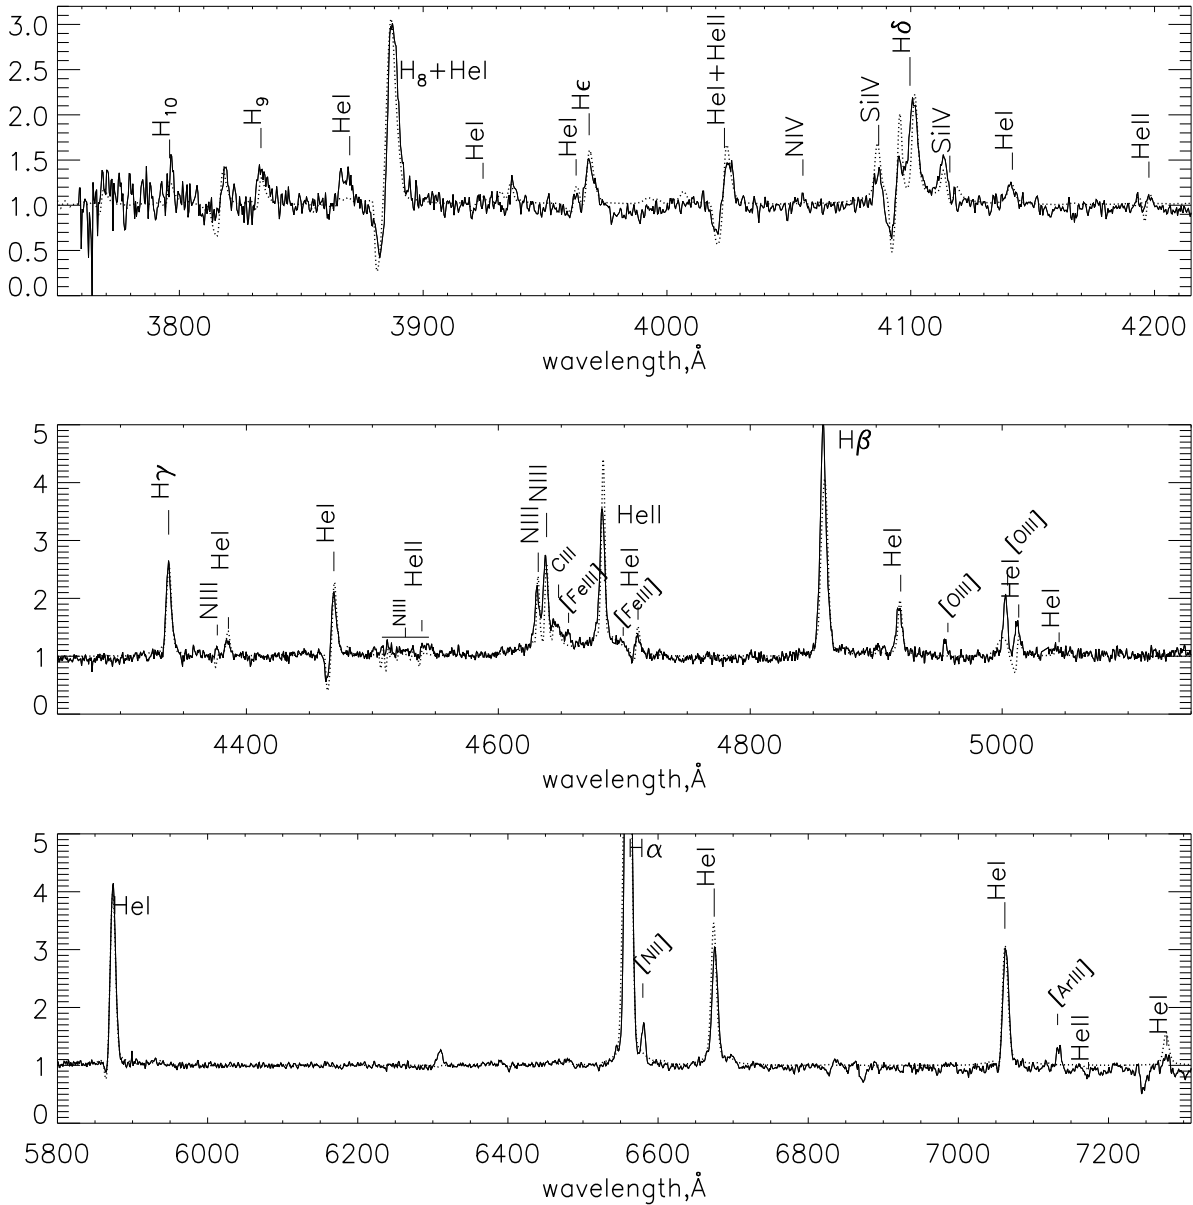 3.0
2.5
2.0
1.5
1.0
0.5
0.0
H10
H9
HeI
H8+HeI
HeI
HeI
Hϵ
HeI+HeII
NIV
SiIV
Hδ
SiIV
HeI
HeII
3800 3900 4000 4100 4200
wavelength,Å
5
4
3
2
1
0
Hγ
NIII
HeI
HeI
NIII
HeII
NIII
NIII
CIII
[FeIII]
HeII
HeI
[FeIII]
Hβ
HeI
[OIII]
HeI
[OIII]
HeI
4400 4600 4800 5000
wavelength,Å
5
4
3
2
1
0
HeI
Hα
[NII]
HeI
HeI
[ArIII]
HeII
HeI
5800 6000 6200 6400 6600 6800 7000 7200
wavelength,Å